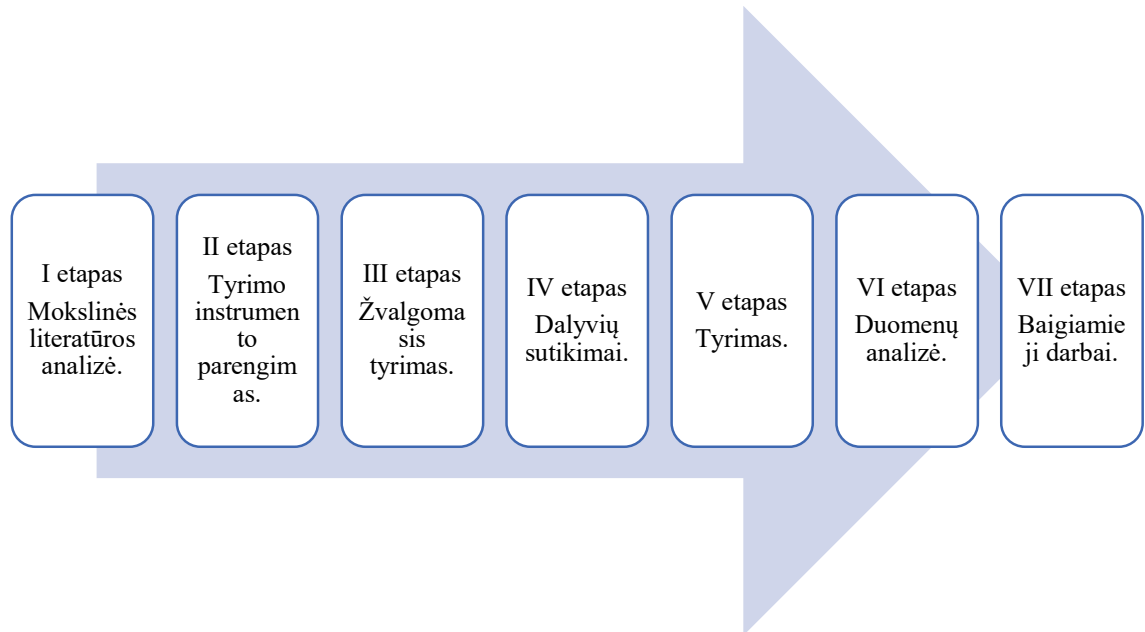 I etapas
Mokslinės
literatūros
analizė.
II etapas
Tyrimo
instrumen
to
parengim
as.
III etapas
Žvalgoma
sis
tyrimas.
IV etapas
Dalyvių
sutikimai.
V etapas
Tyrimas.
VI etapas
Duomenų
analizė.
VII etapas
Baigiamie
ji darbai.